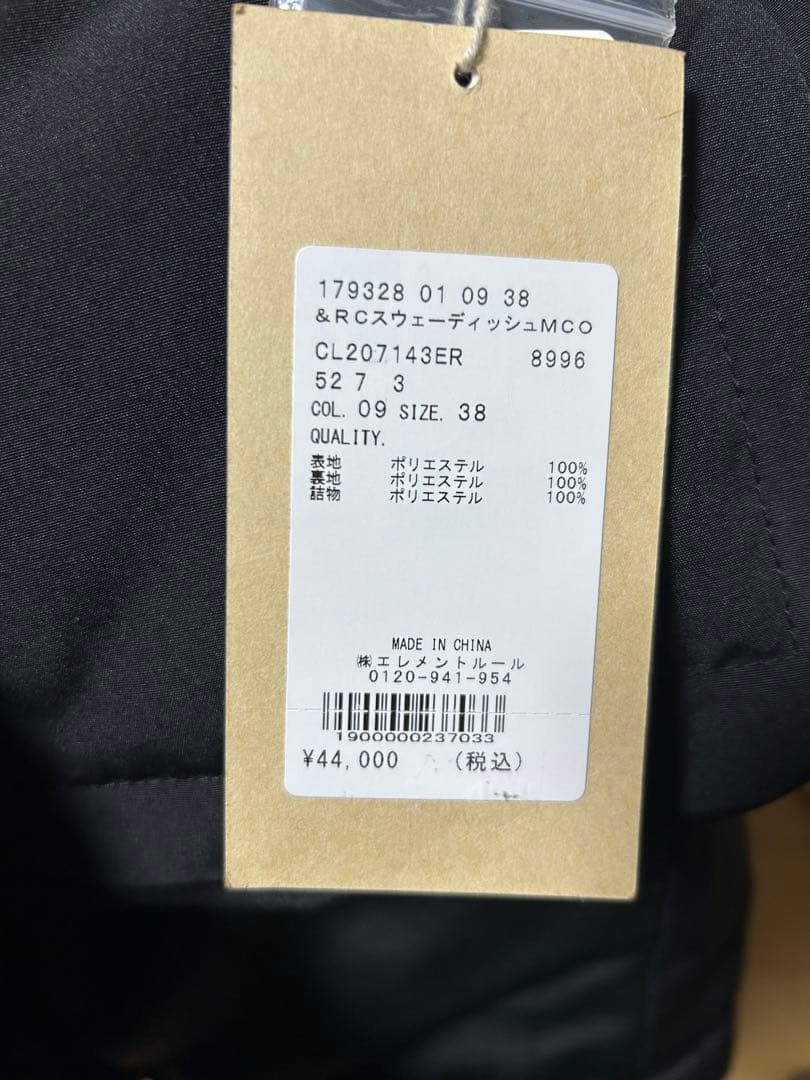 179328 01 09 38
&RCスウェーディッシュMCO
CL207143ER 8996
52 7 3
COL. 09 SIZE. 38
QUALITY.
表地 ポリエステル 100%
裏地 ポリエステル 100%
詰物 ポリエステル 100%
MADE IN CHINA
㈱エレメントルール
0120-941-954
1900000237033
¥44,000 (税込)